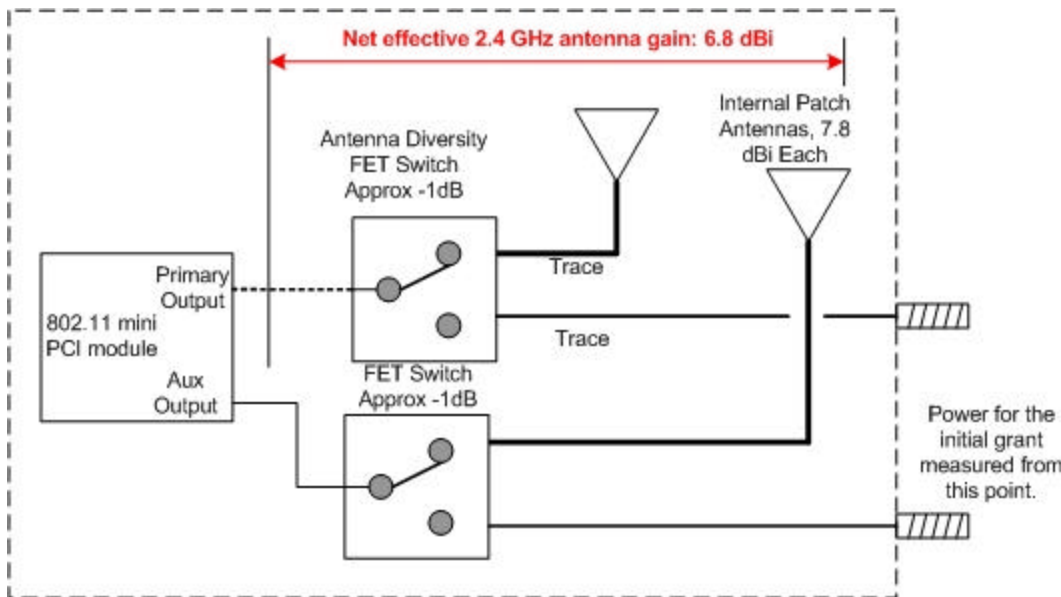 Net effective 2.4 GHz antenna gain: 6.8 dBi
Internal Patch
Antennas, 7.8
dBi Each
Antenna Diversity
FET Switch
Approx -1dB
Trace
Primary
Output
802.11 mini
PCI module
Trace
Aux
Output
FET Switch
Approx -1dB
Power for the
initial grant
measured from
this point.